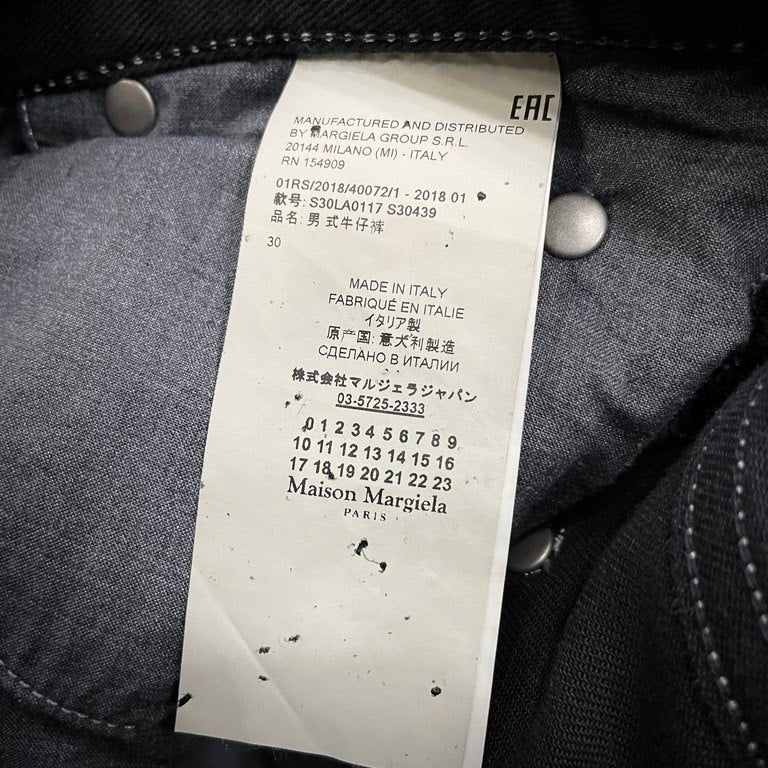 EAC
MANUFACTURED AND DISTRIBUTED
BY MARGIELA GROUP S.R.L.
20144 MILANO (MI) - ITALY
RN 154909
01RS/2018/40072/1 - 2018 01
款号: S30LA0117 S30439
品名: 男式牛仔裤
30
MADE IN ITALY
FABRIQUÉ EN ITALIE
イタリア製
原产国: 意大利製造
СДЕЛАНО В ИТАЛИИ
株式会社マルジェラジャパン
03-5725-2333
0 1 2 3 4 5 6 7 8 9
10 11 12 13 14 15 16
17 18 19 20 21 22 23
Maison Margiela
PARIS